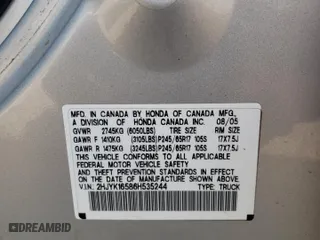 MFD. IN CANADA BY HONDA OF CANADA MFG.,
A DIVISION OF HONDA CANADA INC. 08/05
GVWR 2745KG (6050LBS) TIRE SIZE RIM SIZE
GAWR F 1410KG (3105LBS) P245/65R17 105S 17X7.5J
GAWR R 1475KG (3245LBS) P245/65R17 105S 17X7.5J
THIS VEHICLE CONFORMS TO ALL APPLICABLE
FEDERAL MOTOR VEHICLE SAFETY
AND THEFT PREVENTION STANDARDS IN EFFECT
ON THE DATE OF MANUFACTURE SHOWN ABOVE.
V.I.N.: 2HJYK16586H535244 TYPE: TRUCK
DREAMBID